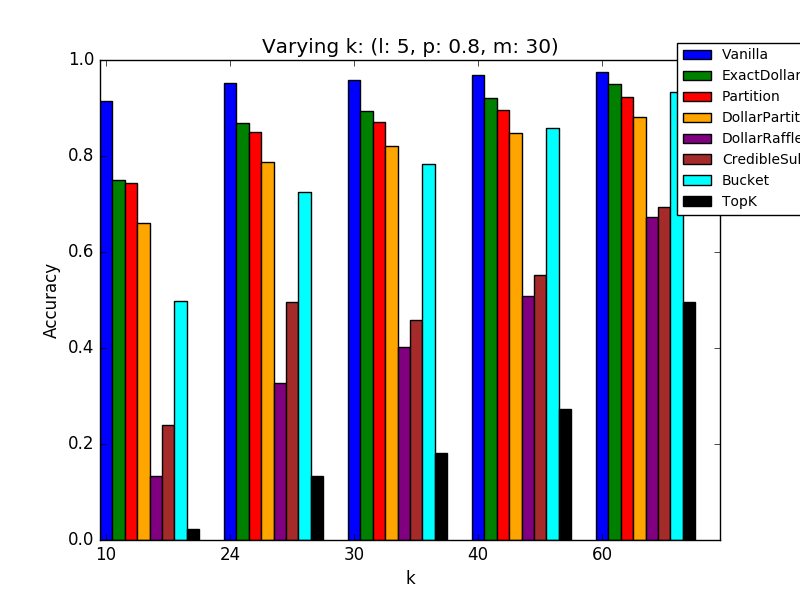 Varying k: (l: 5, p: 0.8, m: 30)
1.0
0.8
0.6
0.4
0.2
0.0
Accuracy
10 24 30 40 60
k
Vanilla
ExactDollar
Partition
DollarPartit
DollarRaffle
CredibleSu
Bucket
TopK